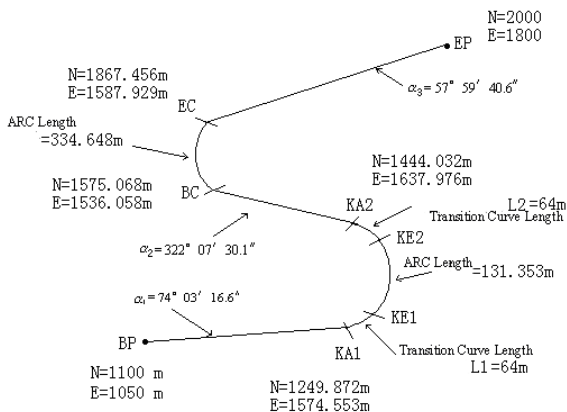 N=2000
E=1800
EP
N=1867.456m
E=1587.929m
EC
α₃=57° 59′ 40.6″
ARC Length
=334.648m
N=1444.032m
E=1637.976m
N=1575.068m
E=1536.058m
BC
KA2
L2=64m
Transition Curve Length
KE2
α₂=322° 07′ 30.1″
ARC Length
=131.353m
α₁=74° 03′ 16.6″
KE1
BP
KA1
Transition Curve Length
L1=64m
N=1100 m
E=1050 m
N=1249.872m
E=1574.553m